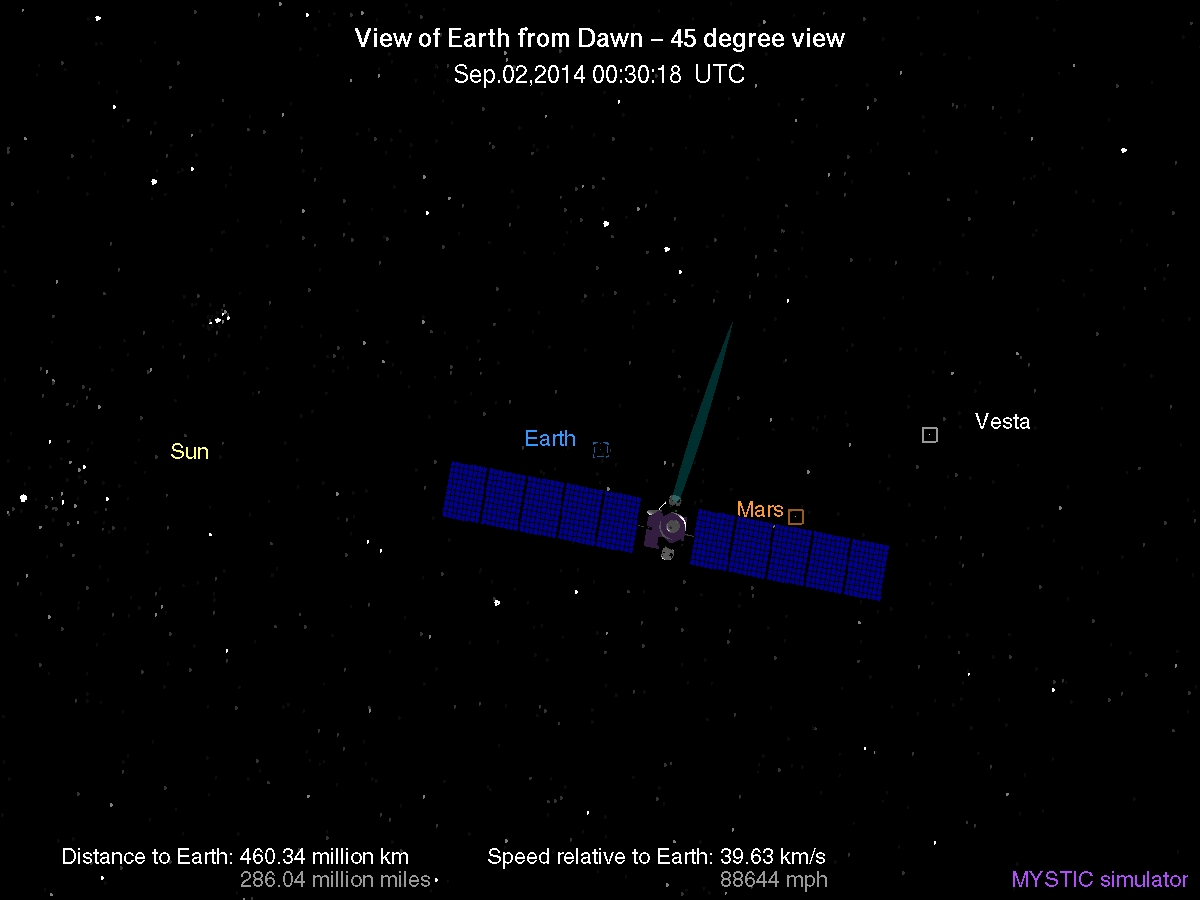 View of Earth from Dawn – 45 degree view
Sep.02,2014 00:30:18 UTC
Vesta
Earth
Sun
Mars
Distance to Earth: 460.34 million km
286.04 million miles
Speed relative to Earth: 39.63 km/s
88644 mph
MYSTIC simulator